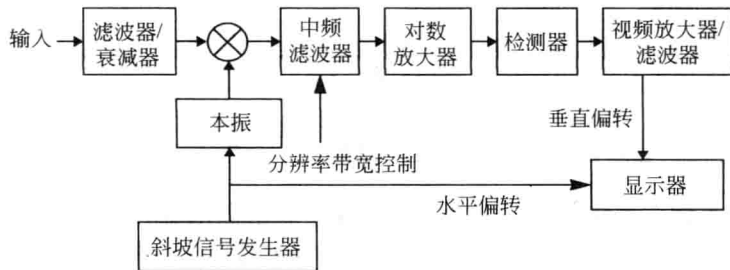 输入
滤波器/
衰减器
中频
滤波器
对数
放大器
检测器
视频放大器/
滤波器
本振
分辨率带宽控制
垂直偏转
显示器
水平偏转
斜坡信号发生器